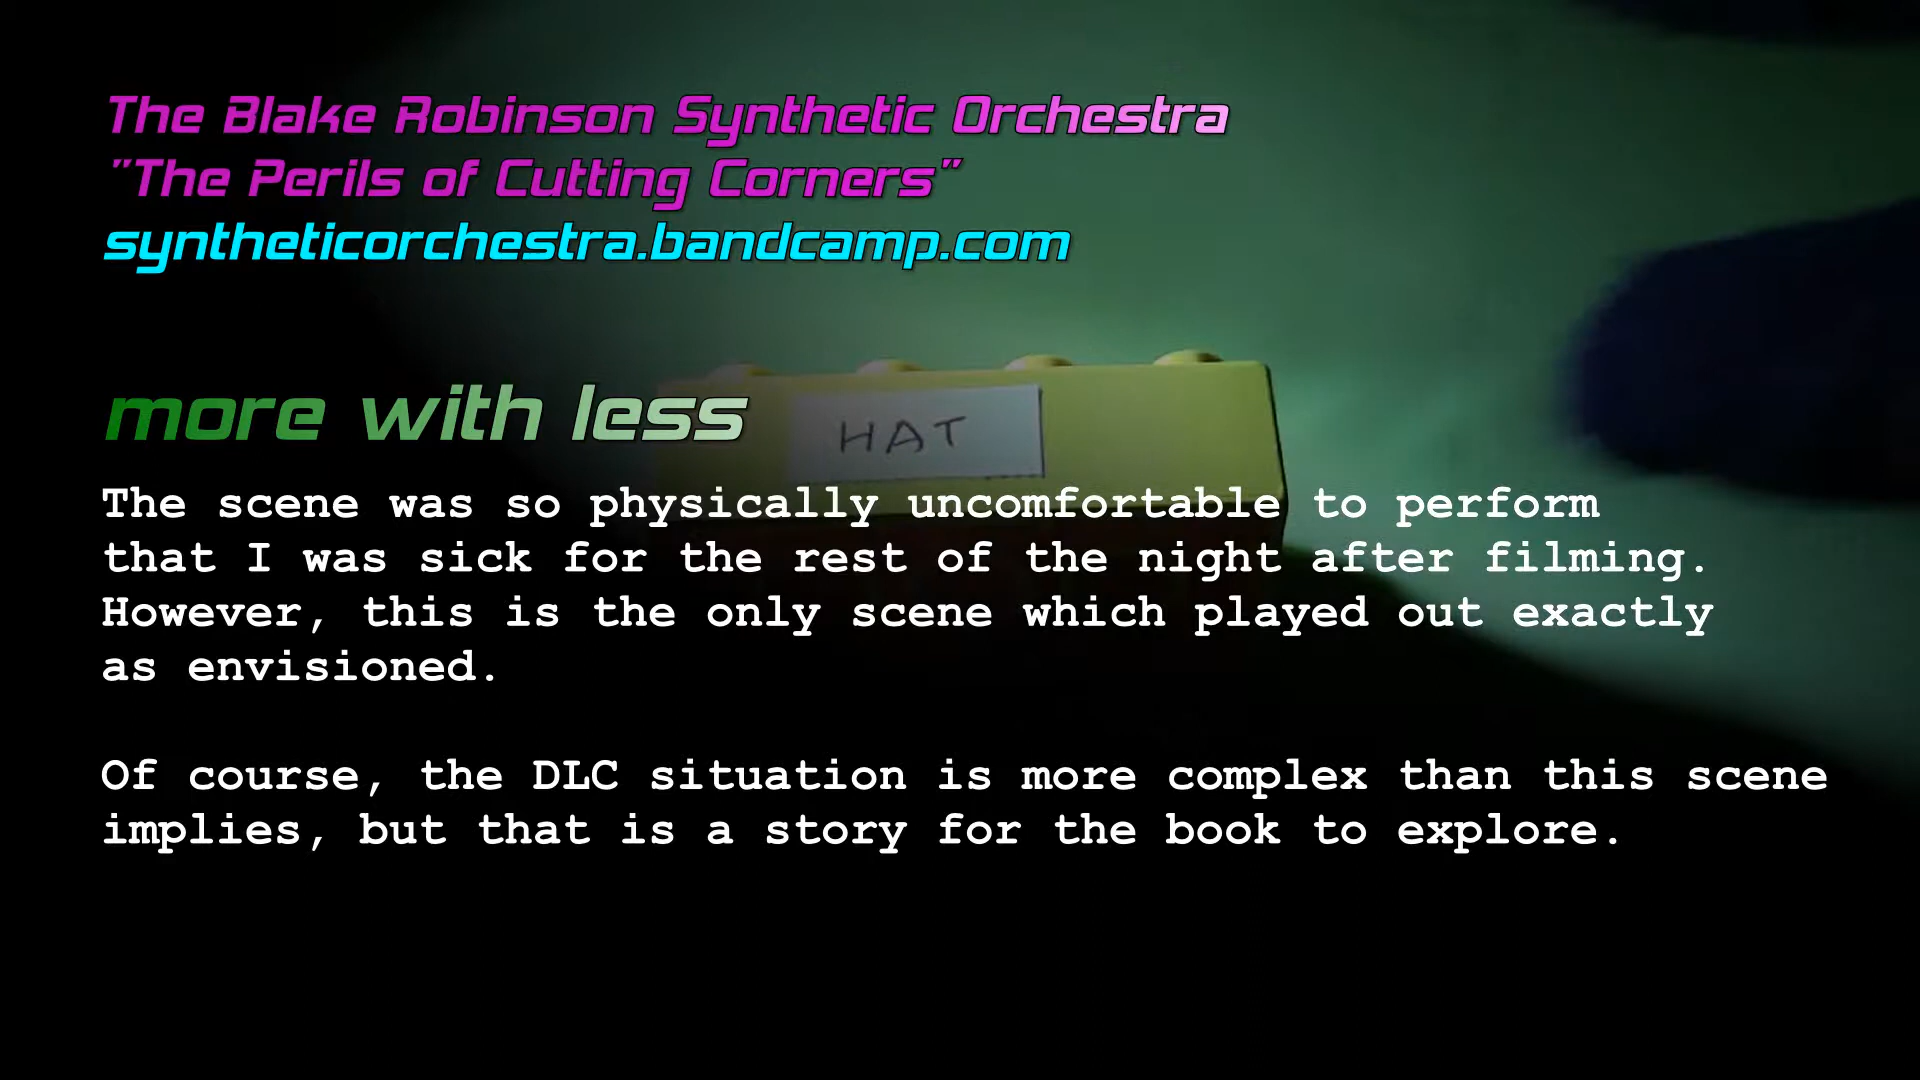 The Blake Robinson Synthetic Orchestra
"The Perils of Cutting Corners"
syntheticorchestra.bandcamp.com
more with less
HAT
The scene was so physically uncomfortable to perform
that I was sick for the rest of the night after filming.
However, this is the only scene which played out exactly
as envisioned.
Of course, the DLC situation is more complex than this scene
implies, but that is a story for the book to explore.